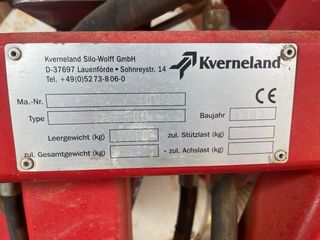 Kverneland Silo-Wolff GmbH
D-37697 Lauenförde • Sohnreystr. 14
Tel. +49(0)5273-806-0
Kverneland
Ma.-Nr.
CE
Type
Baujahr
Leergewicht (kg)
zul. Stützlast (kg)
zul. Gesamtgewicht (kg)
- zul. Achslast (kg)